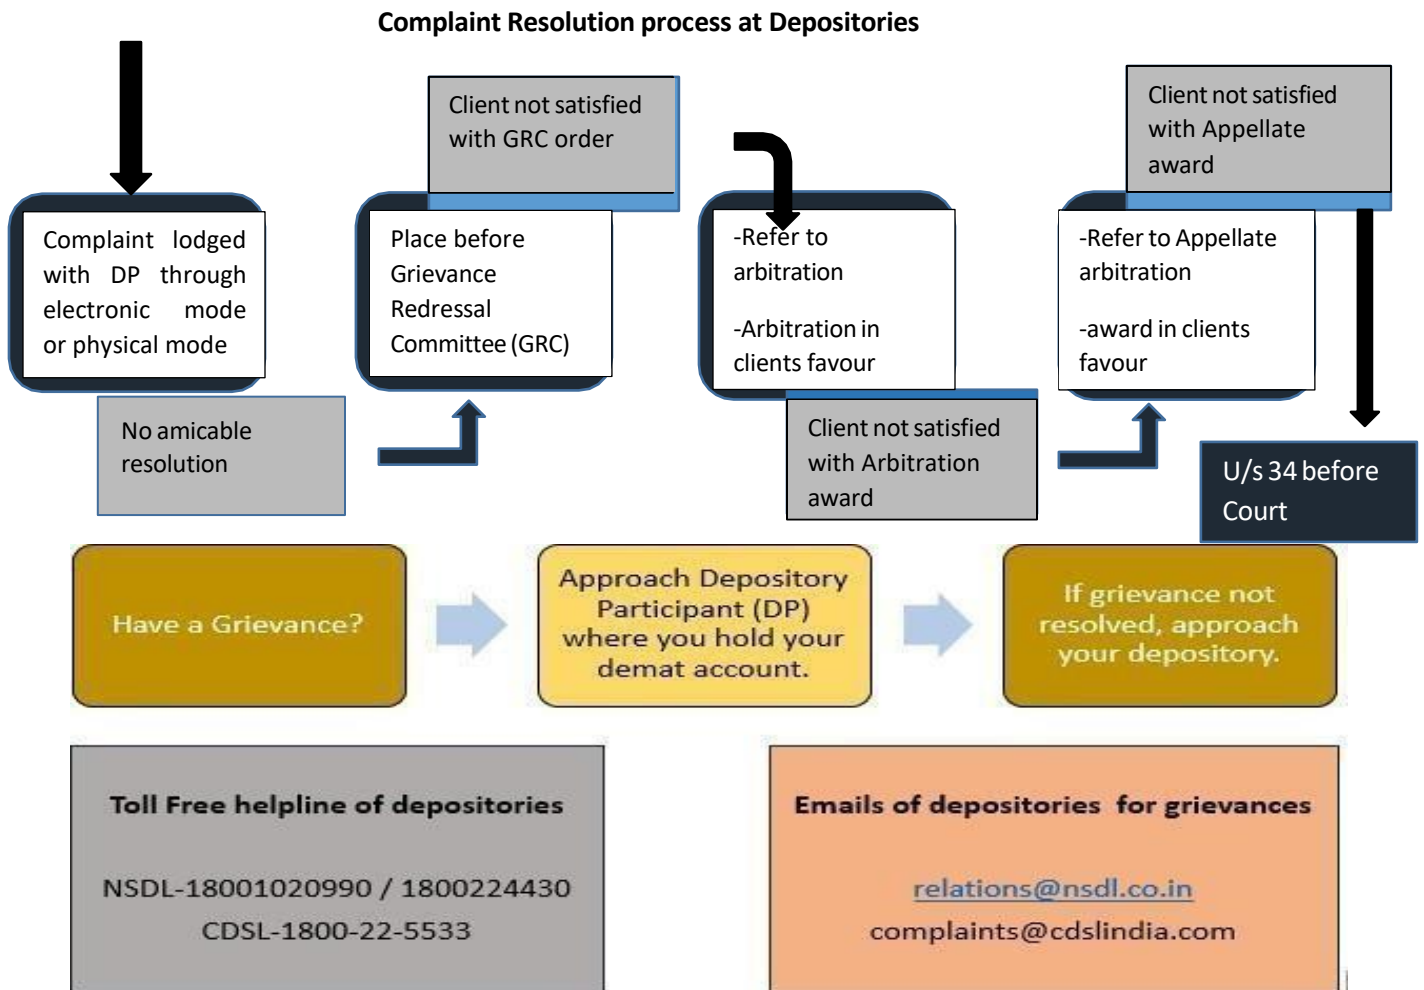 Complaint Resolution process at Depositories
Complaint lodged
with DP through
electronic mode
or physical mode
No amicable
resolution
Place before
Grievance
Redressal
Committee (GRC)
Client not satisfied
with GRC order
-Refer to
arbitration
-Arbitration in
clients favour
Client not satisfied
with Arbitration
award
-Refer to Appellate
arbitration
-award in clients
favour
Client not satisfied
with Appellate
award
U/s 34 before
Court
Have a Grievance?
Approach Depository
Participant (DP)
where you hold your
demat account.
If grievance not
resolved, approach
your depository.
Toll Free helpline of depositories
NSDL-18001020990 / 1800224430
CDSL-1800-22-5533
Emails of depositories for grievances
relations@nsdl.co.in
complaints@cdslindia.com